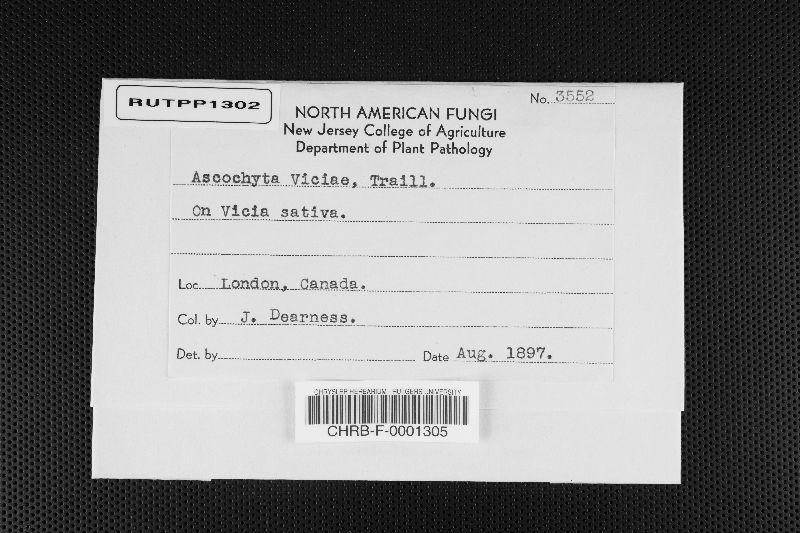 RUTPP1302
No. 3552
NORTH AMERICAN FUNGI
New Jersey College of Agriculture
Department of Plant Pathology
Ascochyta Viciae, Traill.
On Vicia sativa.
Loc. London, Canada.
Col. by J. Dearness.
Det. by Date Aug. 1897.
CHRYSLER HERBARIUM - RUTGERS UNIVERSITY
CHRB-F-0001305